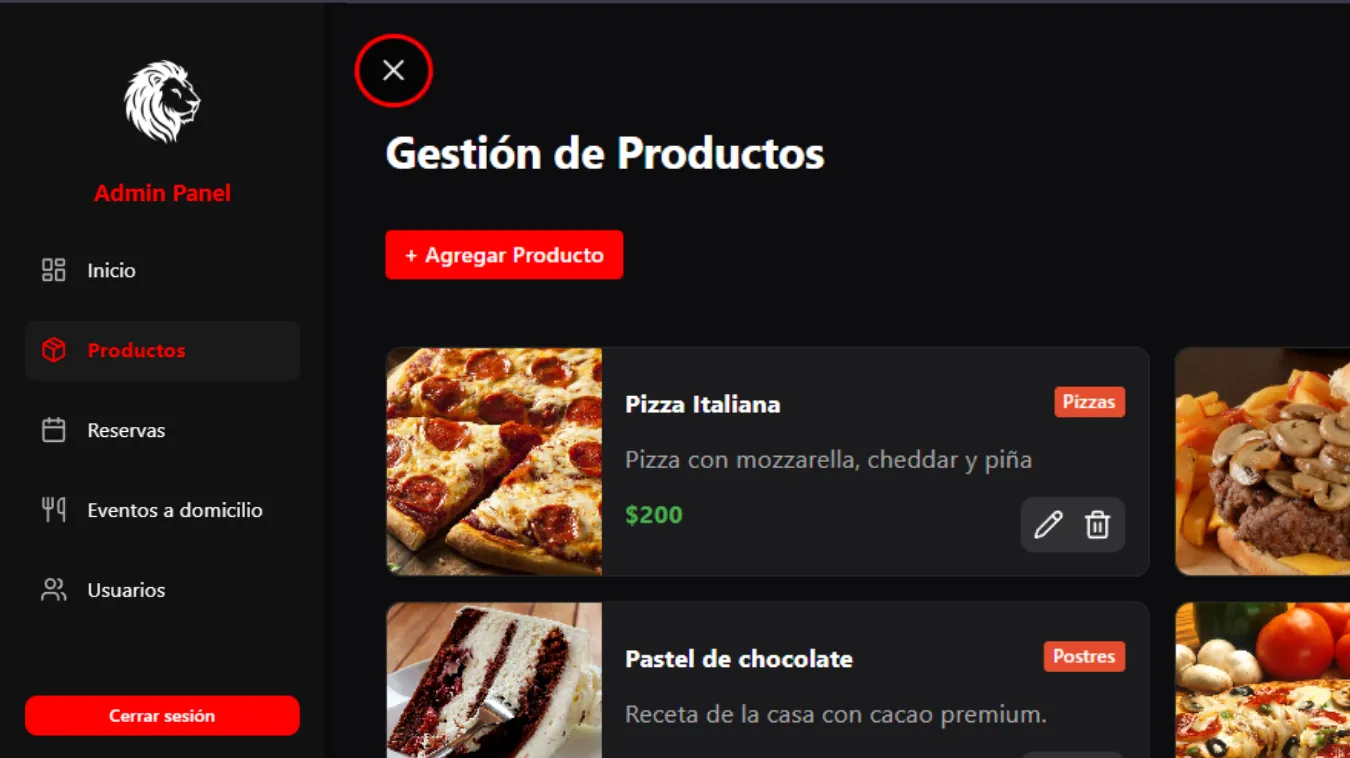 Admin Panel
Inicio
Productos
Reservas
Eventos a domicilio
Usuarios
Cerrar sesión
Gestión de Productos
+ Agregar Producto
Pizza Italiana
Pizzas
Pizza con mozzarella, cheddar y piña
$200
Pastel de chocolate
Postres
Receta de la casa con cacao premium.